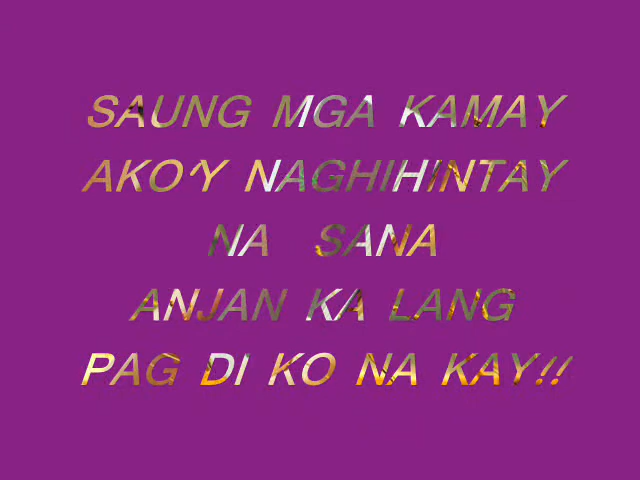 SAUNG MGA KAMAY
AKO'Y NAGHIHINTAY
NA SANA
ANJAN KA LANG
PAG DI KO NA KAY!!